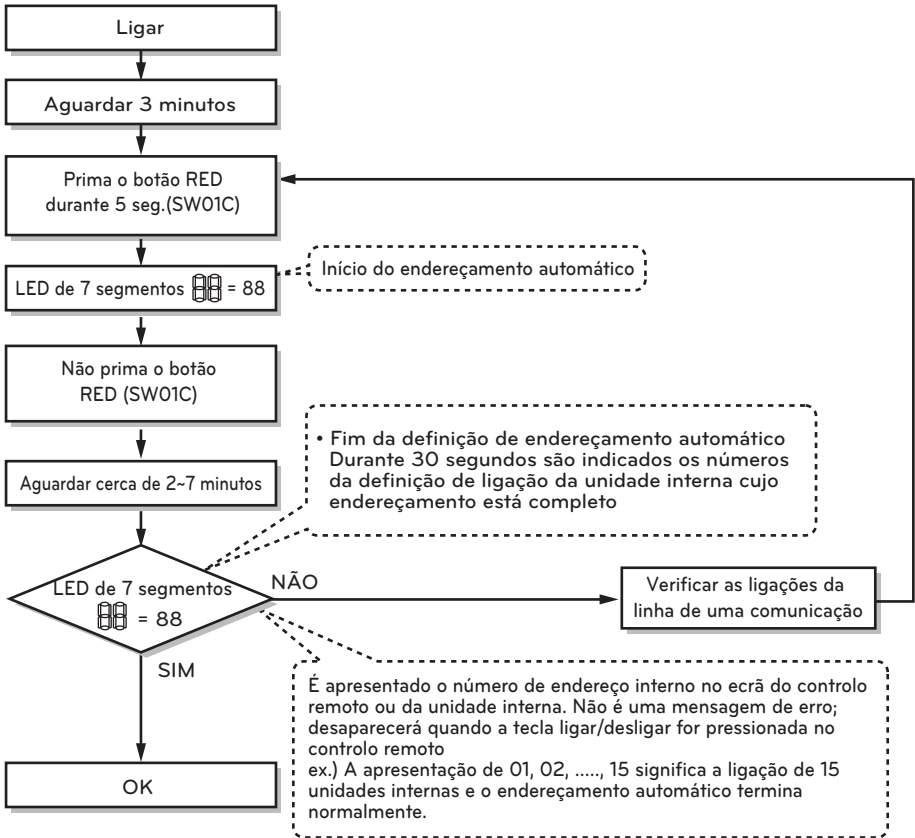 Ligar
Aguardar 3 minutos
Prima o botão RED
durante 5 seg.(SW01C)
LED de 7 segmentos 88 = 88
Início do endereçamento automático
Não prima o botão
RED (SW01C)
• Fim da definição de endereçamento automático
Durante 30 segundos são indicados os números
da definição de ligação da unidade interna cujo
endereçamento está completo
Aguardar cerca de 2~7 minutos
LED de 7 segmentos
88 = 88
NÃO
Verificar as ligações da
linha de uma comunicação
SIM
É apresentado o número de endereço interno no ecrã do controlo
remoto ou da unidade interna. Não é uma mensagem de erro;
desaparecerá quando a tecla ligar/desligar for pressionada no
controlo remoto
ex.) A apresentação de 01, 02, ....., 15 significa a ligação de 15
unidades internas e o endereçamento automático termina
normalmente.
OK